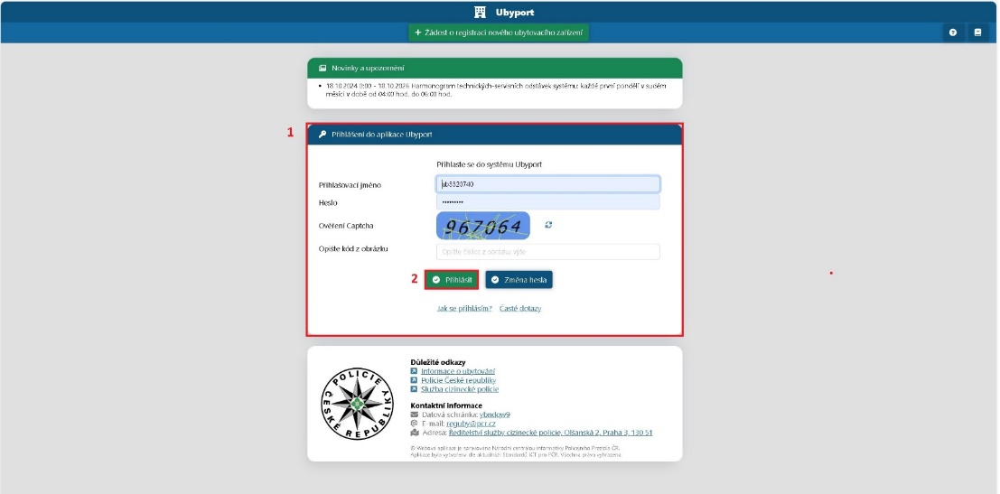 Ubyport
+ Žádost o registraci nového ubytovacího zařízení
Novinky a upozornění
• 18.10.2024 0:00 - 18.10.2026 Harmonogram technických-servisních odstávek systému: každé první pondělí v sudém
měsíci v době od 04:00 hod. do 06:00 hod.
1
Přihlášení do aplikace Ubyport
Přihlaste se do systému Ubyport
Přihlašovací jméno
ub3320740
Heslo
Ověření Captcha
967064
Opište kód z obrázku
Opište číslice z obrázku výše
2
Přihlásit
Změna hesla
Jak se přihlásím? Časté dotazy
POLICIE ČESKÉ REPUBLIKY
Důležité odkazy
Informace o ubytování
Policie České republiky
Služba cizinecké policie
Kontaktní informace
Datová schránka: ybndqw9
E-mail: reguby@pcr.cz
Adresa: Ředitelství služby cizinecké policie, Olšanská 2, Praha 3, 130 51
© Webová aplikace je spravována Národní centrálou informatiky Policejního Prezidia ČR.
Aplikace byla vytvořena dle aktuálních Standardů ICT pro PČR. Všechna práva vyhrazena.